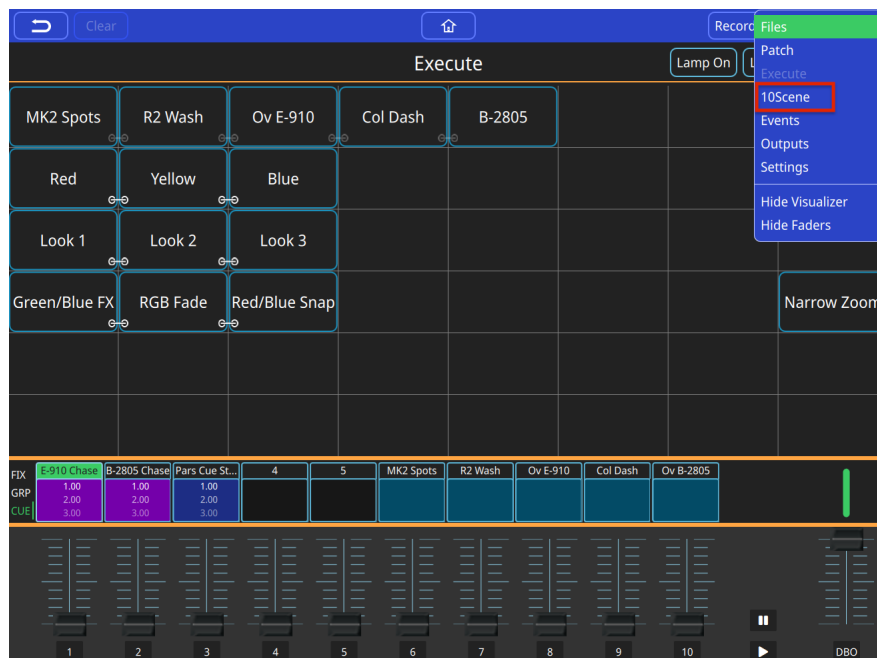 Clear
Record
Files
Patch
Execute
10Scene
Events
Outputs
Settings
Hide Visualizer
Hide Faders
Execute
Lamp On
MK2 Spots
R2 Wash
Ov E-910
Col Dash
B-2805
Red
Yellow
Blue
Look 1
Look 2
Look 3
Green/Blue FX
RGB Fade
Red/Blue Snap
Narrow Zoom
FIX
GRP
CUE
E-910 Chase
1.00
2.00
3.00
B-2805 Chase
1.00
2.00
3.00
Pars Cue St...
1.00
2.00
3.00
4
5
MK2 Spots
R2 Wash
Ov E-910
Col Dash
Ov B-2805
1
2
3
4
5
6
7
8
9
10
DBO